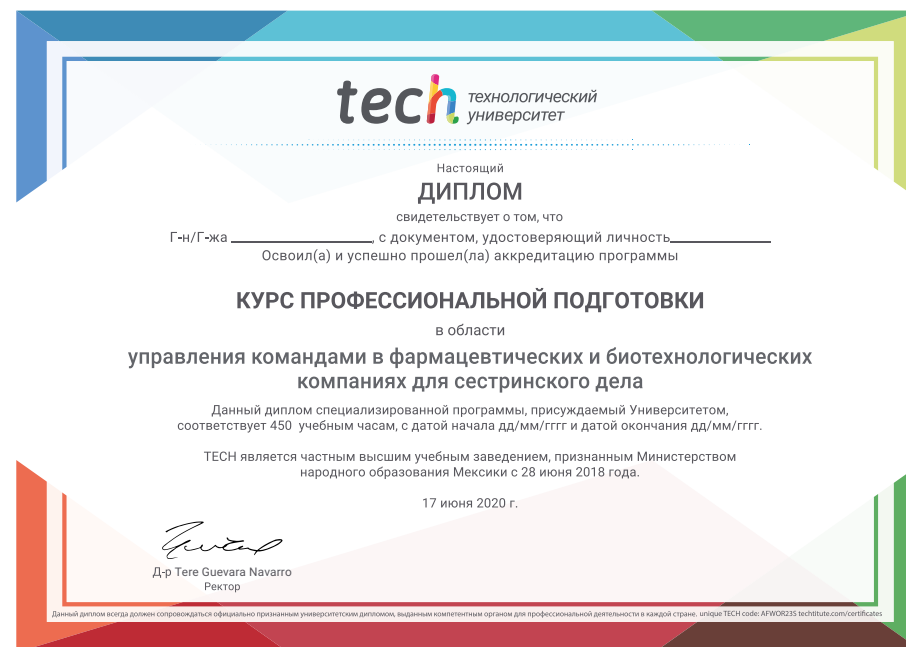 tech технологический
университет
Настоящий
ДИПЛОМ
свидетельствует о том, что
Г-н/Г-жа ____________________, с документом, удостоверяющий личность______________
Освоил(а) и успешно прошел(ла) аккредитацию программы
КУРС ПРОФЕССИОНАЛЬНОЙ ПОДГОТОВКИ
в области
управления командами в фармацевтических и биотехнологических
компаниях для сестринского дела
Данный диплом специализированной программы, присуждаемый Университетом,
соответствует 450 учебным часам, с датой начала дд/мм/гггг и датой окончания дд/мм/гггг.
TECH является частным высшим учебным заведением, признанным Министерством
народного образования Мексики с 28 июня 2018 года.
17 июня 2020 г.
Д-р Tere Guevara Navarro
Ректор
Данный диплом всегда должен сопровождаться официально признанным университетским дипломом, выданным компетентным органом для профессиональной деятельности в каждой стране. unique TECH code: AFWOR23S techtitute.com/certificates